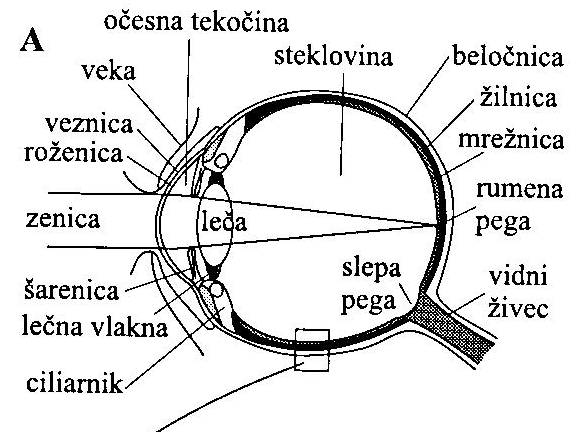 A
očesna tekočina
veka
veznica
roženica
zenica
šarenica
lečna vlakna
ciliarnik
leča
steklovina
beločnica
žilnica
mrežnica
rumena
pega
slepa
pega
vidni
živec